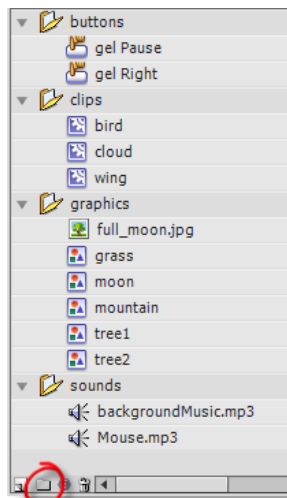 buttons
gel Pause
gel Right
clips
bird
cloud
wing
graphics
full_moon.jpg
grass
moon
mountain
tree1
tree2
sounds
backgroundMusic.mp3
Mouse.mp3